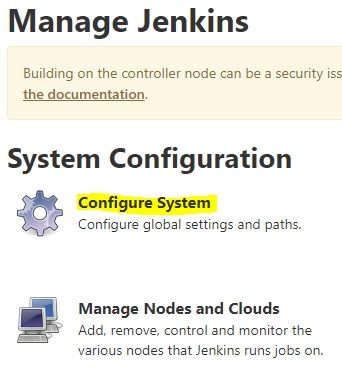 Manage Jenkins
Building on the controller node can be a security iss
the documentation.
System Configuration
Configure System
Configure global settings and paths.
Manage Nodes and Clouds
Add, remove, control and monitor the
various nodes that Jenkins runs jobs on.